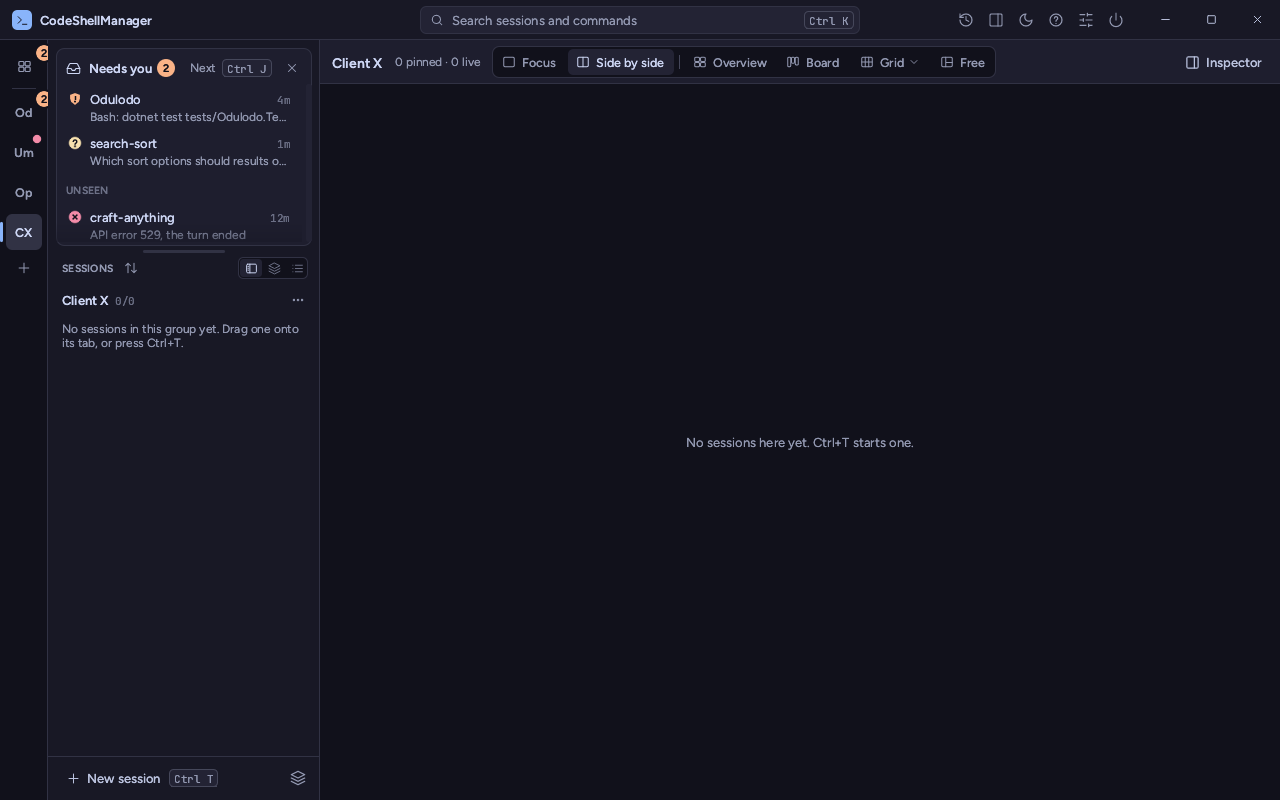 CodeShellManager
Search sessions and commands
Ctrl K
2
Needs you 2 Next Ctrl J
Odulodo 4m
Bash: dotnet test tests/Odulodo.Te…
search-sort 1m
Which sort options should results o…
UNSEEN
craft-anything 12m
API error 529, the turn ended
2
Od
Um
Op
CX
SESSIONS
Client X 0/0
No sessions in this group yet. Drag one onto
its tab, or press Ctrl+T.
New session Ctrl T
Client X 0 pinned · 0 live Focus Side by side Overview Board Grid Free Inspector
No sessions here yet. Ctrl+T starts one.